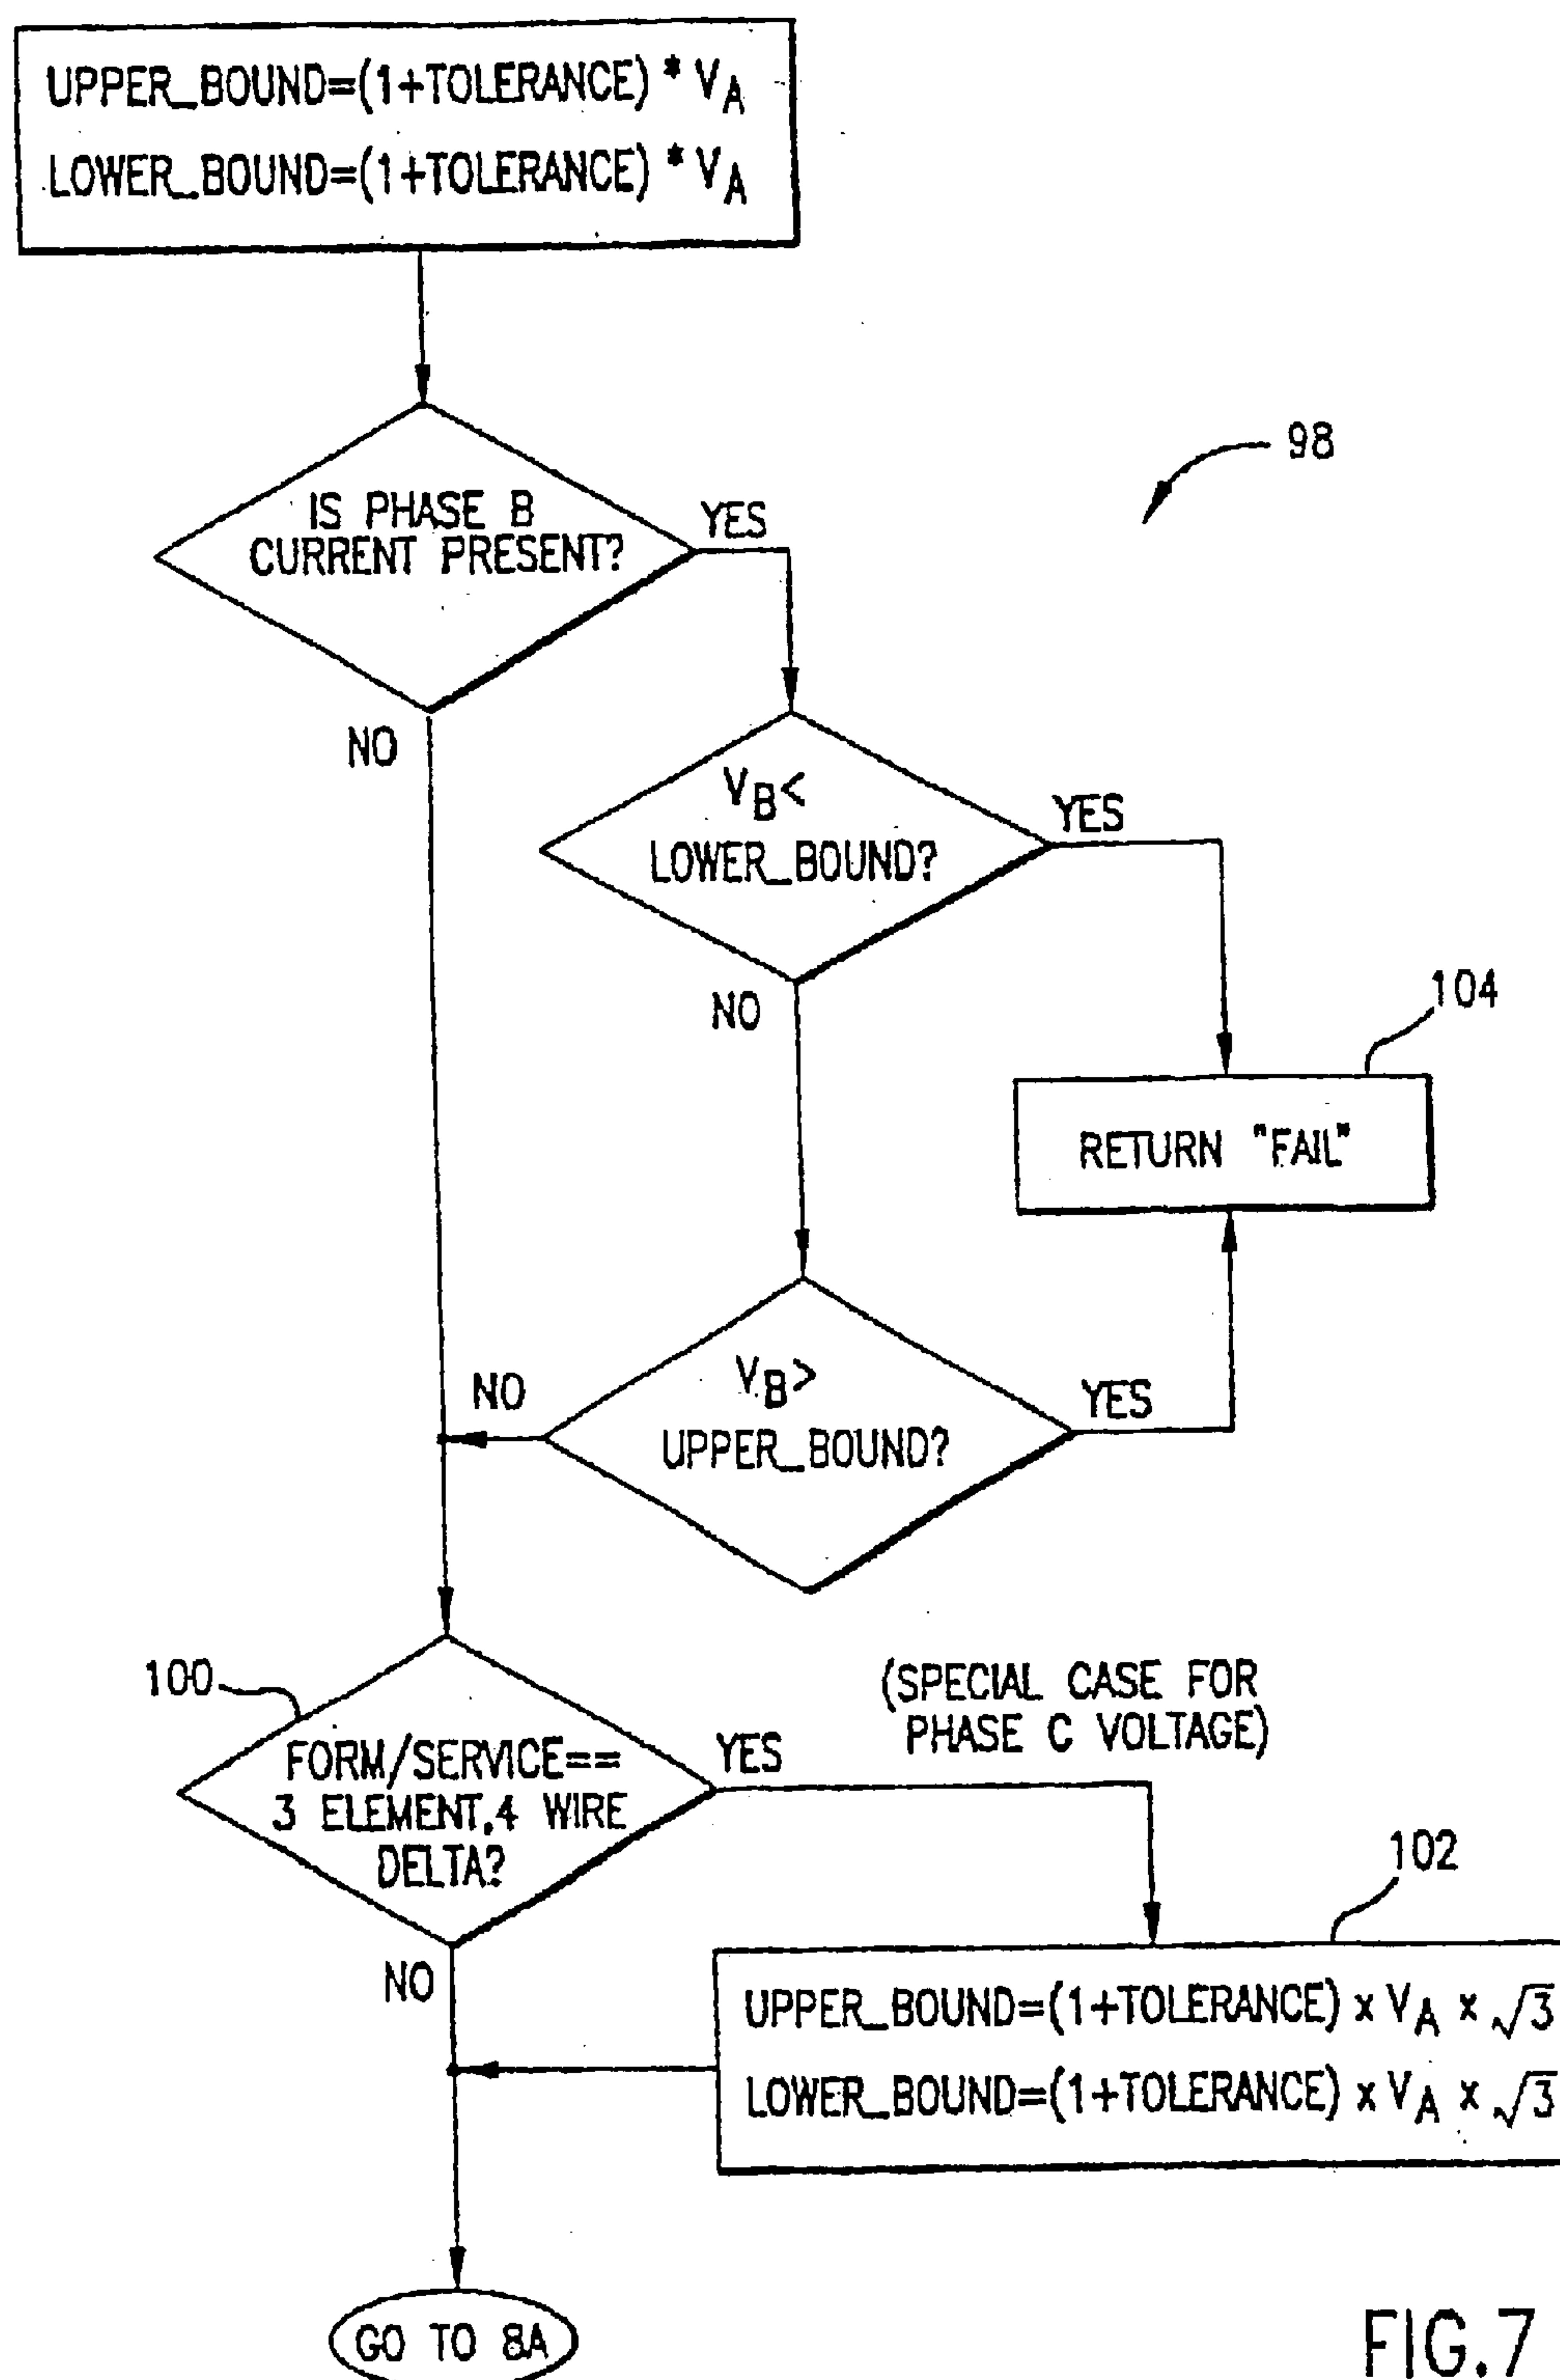 UPPER_BOUND=(1+TOLERANCE) * VA
LOWER_BOUND=(1+TOLERANCE) * VA
98
IS PHASE B
CURRENT PRESENT?
YES
NO
VB<
LOWER_BOUND?
YES
NO
104
RETURN "FAIL"
VB>
UPPER_BOUND?
NO
YES
100
(SPECIAL CASE FOR
PHASE C VOLTAGE)
FORM/SERVICE==
3 ELEMENT,4 WIRE
DELTA?
YES
NO
102
UPPER_BOUND=(1+TOLERANCE) x VA x √3
LOWER_BOUND=(1+TOLERANCE) x VA x √3
GO TO 8A
FIG.7